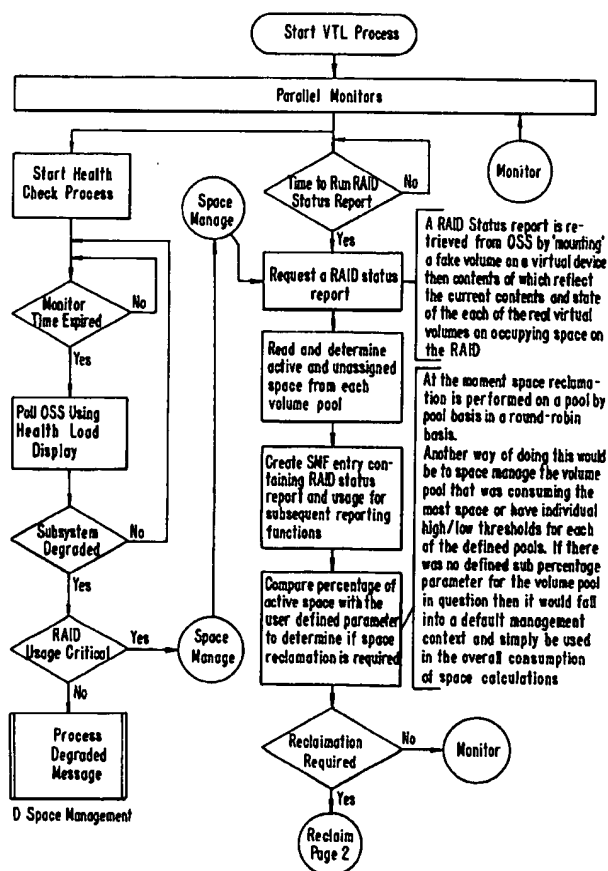 Start VTL Process
Parallel Monitors
Start Health
Check Process
Monitor
Time Expired
No
Yes
Poll OSS Using
Health Load
Display
Subsystem
Degraded
No
Yes
RAID
Usage Critical
Yes
Space
Manage
No
Process
Degraded
Message
D Space Management
Space
Manage
Time to Run RAID
Status Report
No
Monitor
Yes
Request a RAID status
report
Read and determine
active and unassigned
space from each
volume pool
Create SMF entry con-
taining RAID status
report and usage for
subsequent reporting
functions
Compare percentage of
active space with the
user defined parameter
to determine if space
reclamation is required
Reclaimation
Required
No
Monitor
Yes
Reclaim
Page 2
A RAID Status report is re-
trieved from OSS by 'mounting'
a fake volume on a virtual device
then contents of which reflect
the current contents and state
of the each of the real virtual
volumes on occupying space on
the RAID
At the moment space reclama-
tion is performed on a pool by
pool basis in a round-robin
basis.
Another way of doing this would
be to space manage the volume
pool that was consuming the
most space or have individual
high/low thresholds for each
of the defined pools. If there
was no defined sub percentage
parameter for the volume pool
in question then it would fall
into a default management
context and simply be used
in the overall consumption
of space calculations